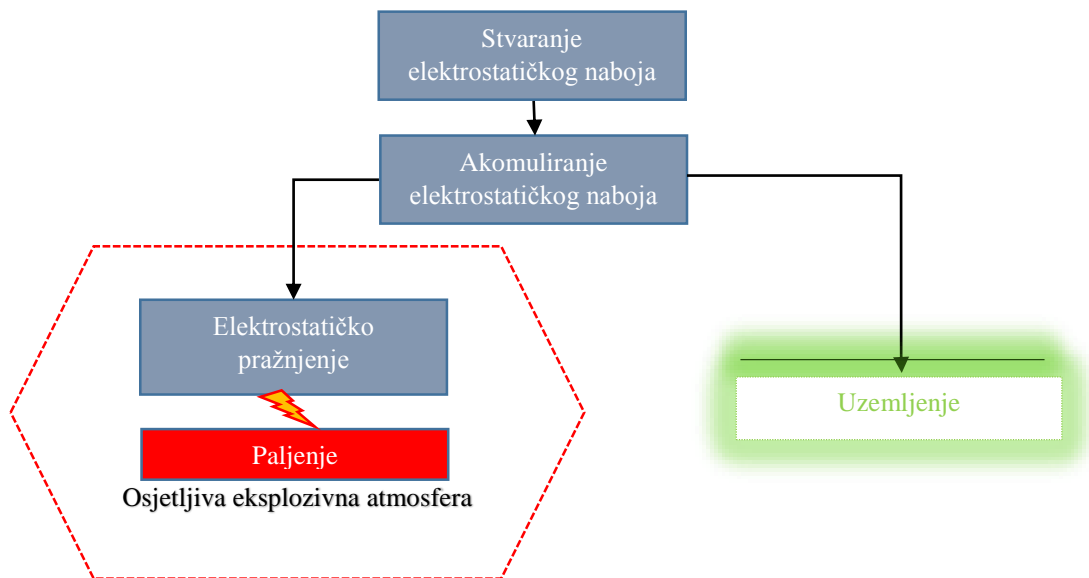 Stvaranje
elektrostatičkog naboja
Akomuliranje
elektrostatičkog naboja
Elektrostatičko
pražnjenje
Uzemljenje
Paljenje
Osjetljiva eksplozivna atmosfera